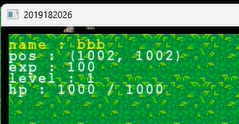 2019182026
name : bbb
pos : (1002, 1002)
exp : 100
level : 1
hp : 1000 / 1000